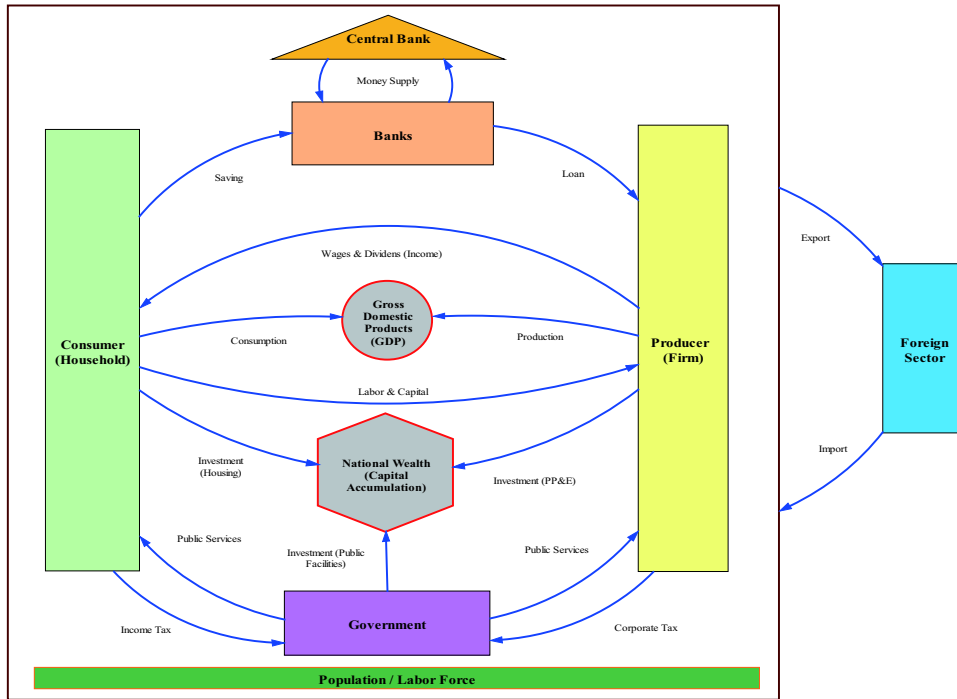 Central Bank
Money Supply
Banks
Saving
Loan
Wages & Dividens (Income)
Export
Gross
Domestic
Products
(GDP)
Consumption
Production
Consumer
(Household)
Producer
(Firm)
Foreign
Sector
Labor & Capital
Investment
(Housing)
National Wealth
(Capital
Accumulation)
Investment (PP&E)
Import
Public Services
Investment (Public
Facilities)
Public Services
Government
Income Tax
Corporate Tax
Population / Labor Force